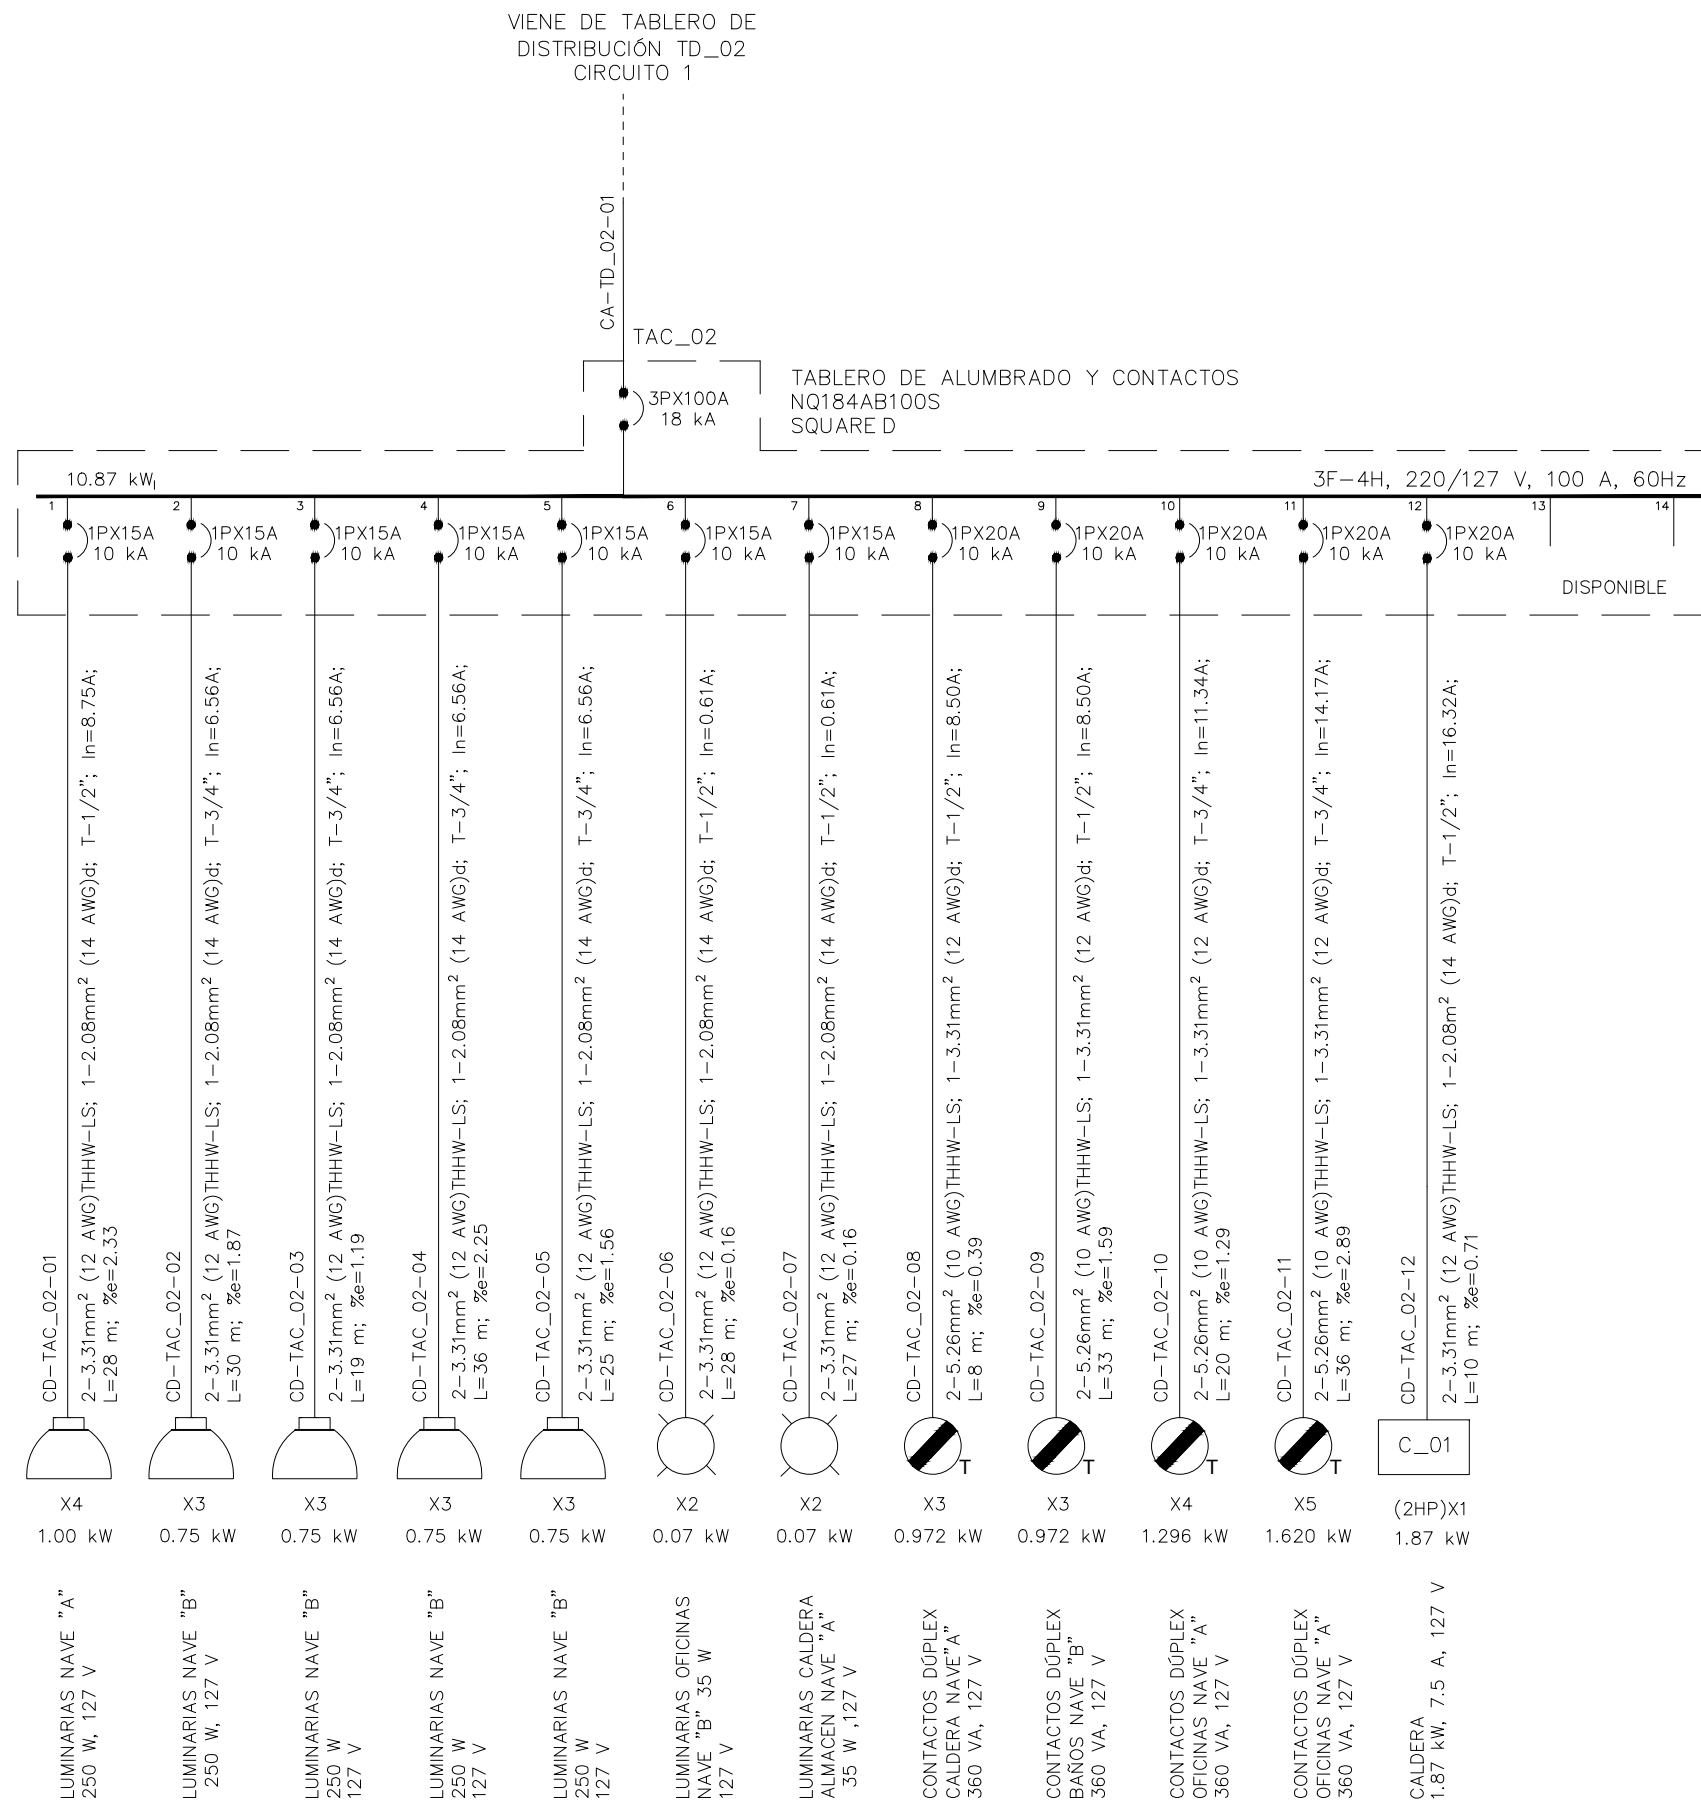 VIENE DE TABLERO DE
DISTRIBUCIÓN TD_02
CIRCUITO 1
CA-TD_02-01
TAC_02
3PX100A
18 kA
TABLERO DE ALUMBRADO Y CONTACTOS
NQ184AB100S
SQUARE D
10.87 kW
3F-4H, 220/127 V, 100 A, 60Hz
1
1PX15A
10 kA
2
1PX15A
10 kA
3
1PX15A
10 kA
4
1PX15A
10 kA
5
1PX15A
10 kA
6
1PX15A
10 kA
7
1PX15A
10 kA
8
1PX20A
10 kA
9
1PX20A
10 kA
10
1PX20A
10 kA
11
1PX20A
10 kA
12
1PX20A
10 kA
13
14
DISPONIBLE
CD-TAC_02-01
2-3.31mm² (12 AWG)THHW-LS; 1-2.08mm² (14 AWG)d; T-1/2"; In=8.75A;
L=28 m; %e=2.33
CD-TAC_02-02
2-3.31mm² (12 AWG)THHW-LS; 1-2.08mm² (14 AWG)d; T-3/4"; In=6.56A;
L=30 m; %e=1.87
CD-TAC_02-03
2-3.31mm² (12 AWG)THHW-LS; 1-2.08mm² (14 AWG)d; T-3/4"; In=6.56A;
L=19 m; %e=1.19
CD-TAC_02-04
2-3.31mm² (12 AWG)THHW-LS; 1-2.08mm² (14 AWG)d; T-3/4"; In=6.56A;
L=36 m; %e=2.25
CD-TAC_02-05
2-3.31mm² (12 AWG)THHW-LS; 1-2.08mm² (14 AWG)d; T-3/4"; In=6.56A;
L=25 m; %e=1.56
CD-TAC_02-06
2-3.31mm² (12 AWG)THHW-LS; 1-2.08mm² (14 AWG)d; T-1/2"; In=0.61A;
L=28 m; %e=0.16
CD-TAC_02-07
2-3.31mm² (12 AWG)THHW-LS; 1-2.08mm² (14 AWG)d; T-1/2"; In=0.61A;
L=27 m; %e=0.16
CD-TAC_02-08
2-5.26mm² (10 AWG)THHW-LS; 1-3.31mm² (12 AWG)d; T-1/2"; In=8.50A;
L=8 m; %e=0.39
CD-TAC_02-09
2-5.26mm² (10 AWG)THHW-LS; 1-3.31mm² (12 AWG)d; T-1/2"; In=8.50A;
L=33 m; %e=1.59
CD-TAC_02-10
2-5.26mm² (10 AWG)THHW-LS; 1-3.31mm² (12 AWG)d; T-3/4"; In=11.34A;
L=20 m; %e=1.29
CD-TAC_02-11
2-5.26mm² (10 AWG)THHW-LS; 1-3.31mm² (12 AWG)d; T-3/4"; In=14.17A;
L=36 m; %e=2.89
CD-TAC_02-12
2-3.31mm² (12 AWG)THHW-LS; 1-2.08m² (14 AWG)d; T-1/2"; In=16.32A;
L=10 m; %e=0.71
T
T
T
T
C_01
X4
1.00 kW
X3
0.75 kW
X3
0.75 kW
X3
0.75 kW
X3
0.75 kW
X2
0.07 kW
X2
0.07 kW
X3
0.972 kW
X3
0.972 kW
X4
1.296 kW
X5
1.620 kW
(2HP)X1
1.87 kW
LUMINARIAS NAVE "A"
250 W, 127 V
LUMINARIAS NAVE "B"
250 W, 127 V
LUMINARIAS NAVE "B"
250 W
127 V
LUMINARIAS NAVE "B"
250 W
127 V
LUMINARIAS NAVE "B"
250 W
127 V
LUMINARIAS OFICINAS
NAVE "B" 35 W
127 V
LUMINARIAS CALDERA
ALMACEN NAVE "A"
35 W ,127 V
CONTACTOS DÚPLEX
CALDERA NAVE"A"
360 VA, 127 V
CONTACTOS DÚPLEX
BAÑOS NAVE "B"
360 VA, 127 V
CONTACTOS DÚPLEX
OFICINAS NAVE "A"
360 VA, 127 V
CONTACTOS DÚPLEX
OFICINAS NAVE "A"
360 VA, 127 V
CALDERA
1.87 kW, 7.5 A, 127 V